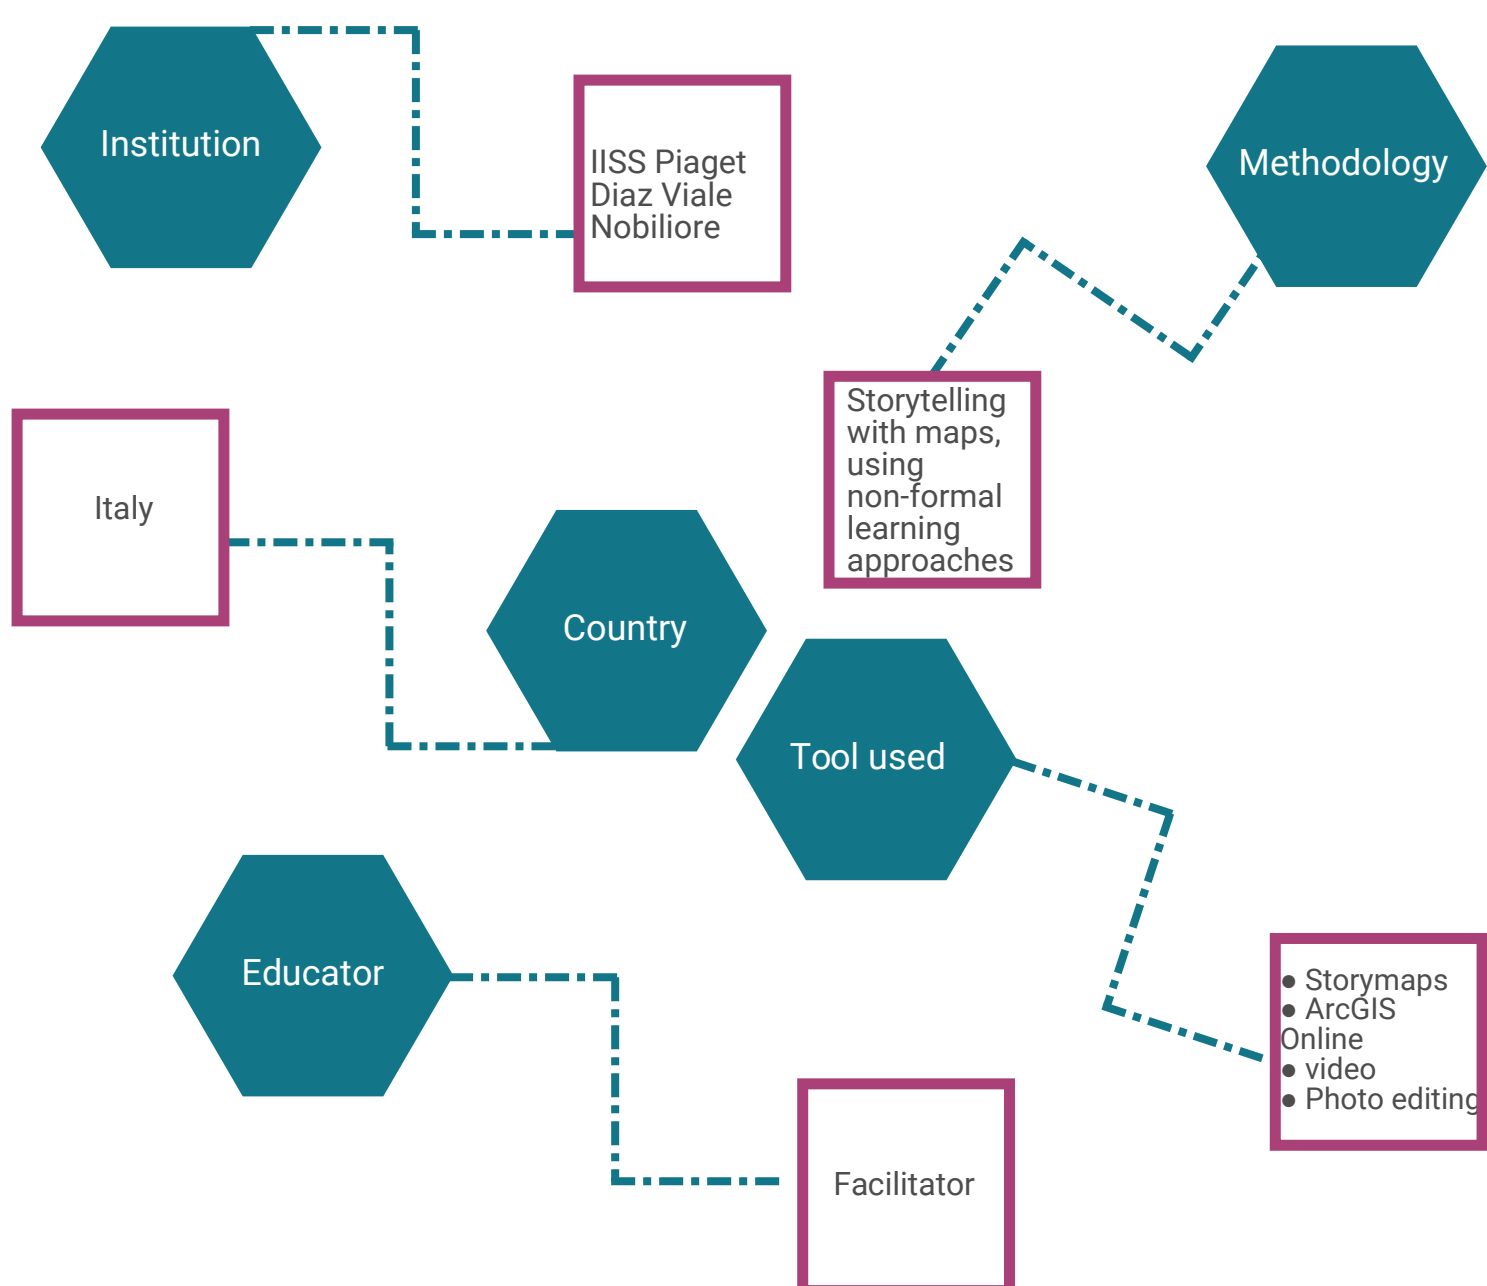 Institution
IISS Piaget
Diaz Viale
Nobiliore
Methodology
Storytelling
with maps,
using
non-formal
learning
approaches
Italy
Country
Tool used
● Storymaps
● ArcGIS
Online
● video
● Photo editing
Educator
Facilitator